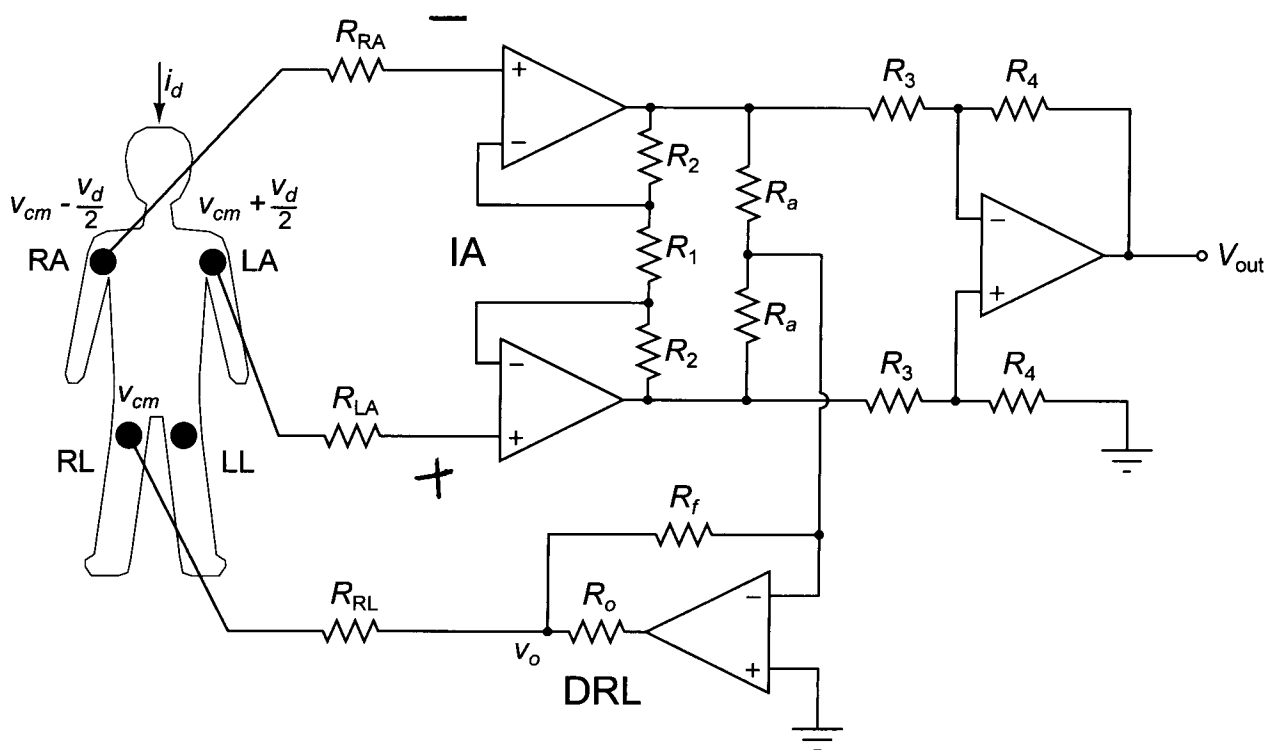 −
R_RA
i_d
v_cm - v_d/2
v_cm + v_d/2
RA
LA
IA
R_2
R_1
R_2
R_a
R_a
R_3
R_4
−
+
V_out
R_3
R_4
+
−
−
+
v_cm
R_LA
+
RL
LL
R_f
R_RL
R_o
v_o
−
+
DRL